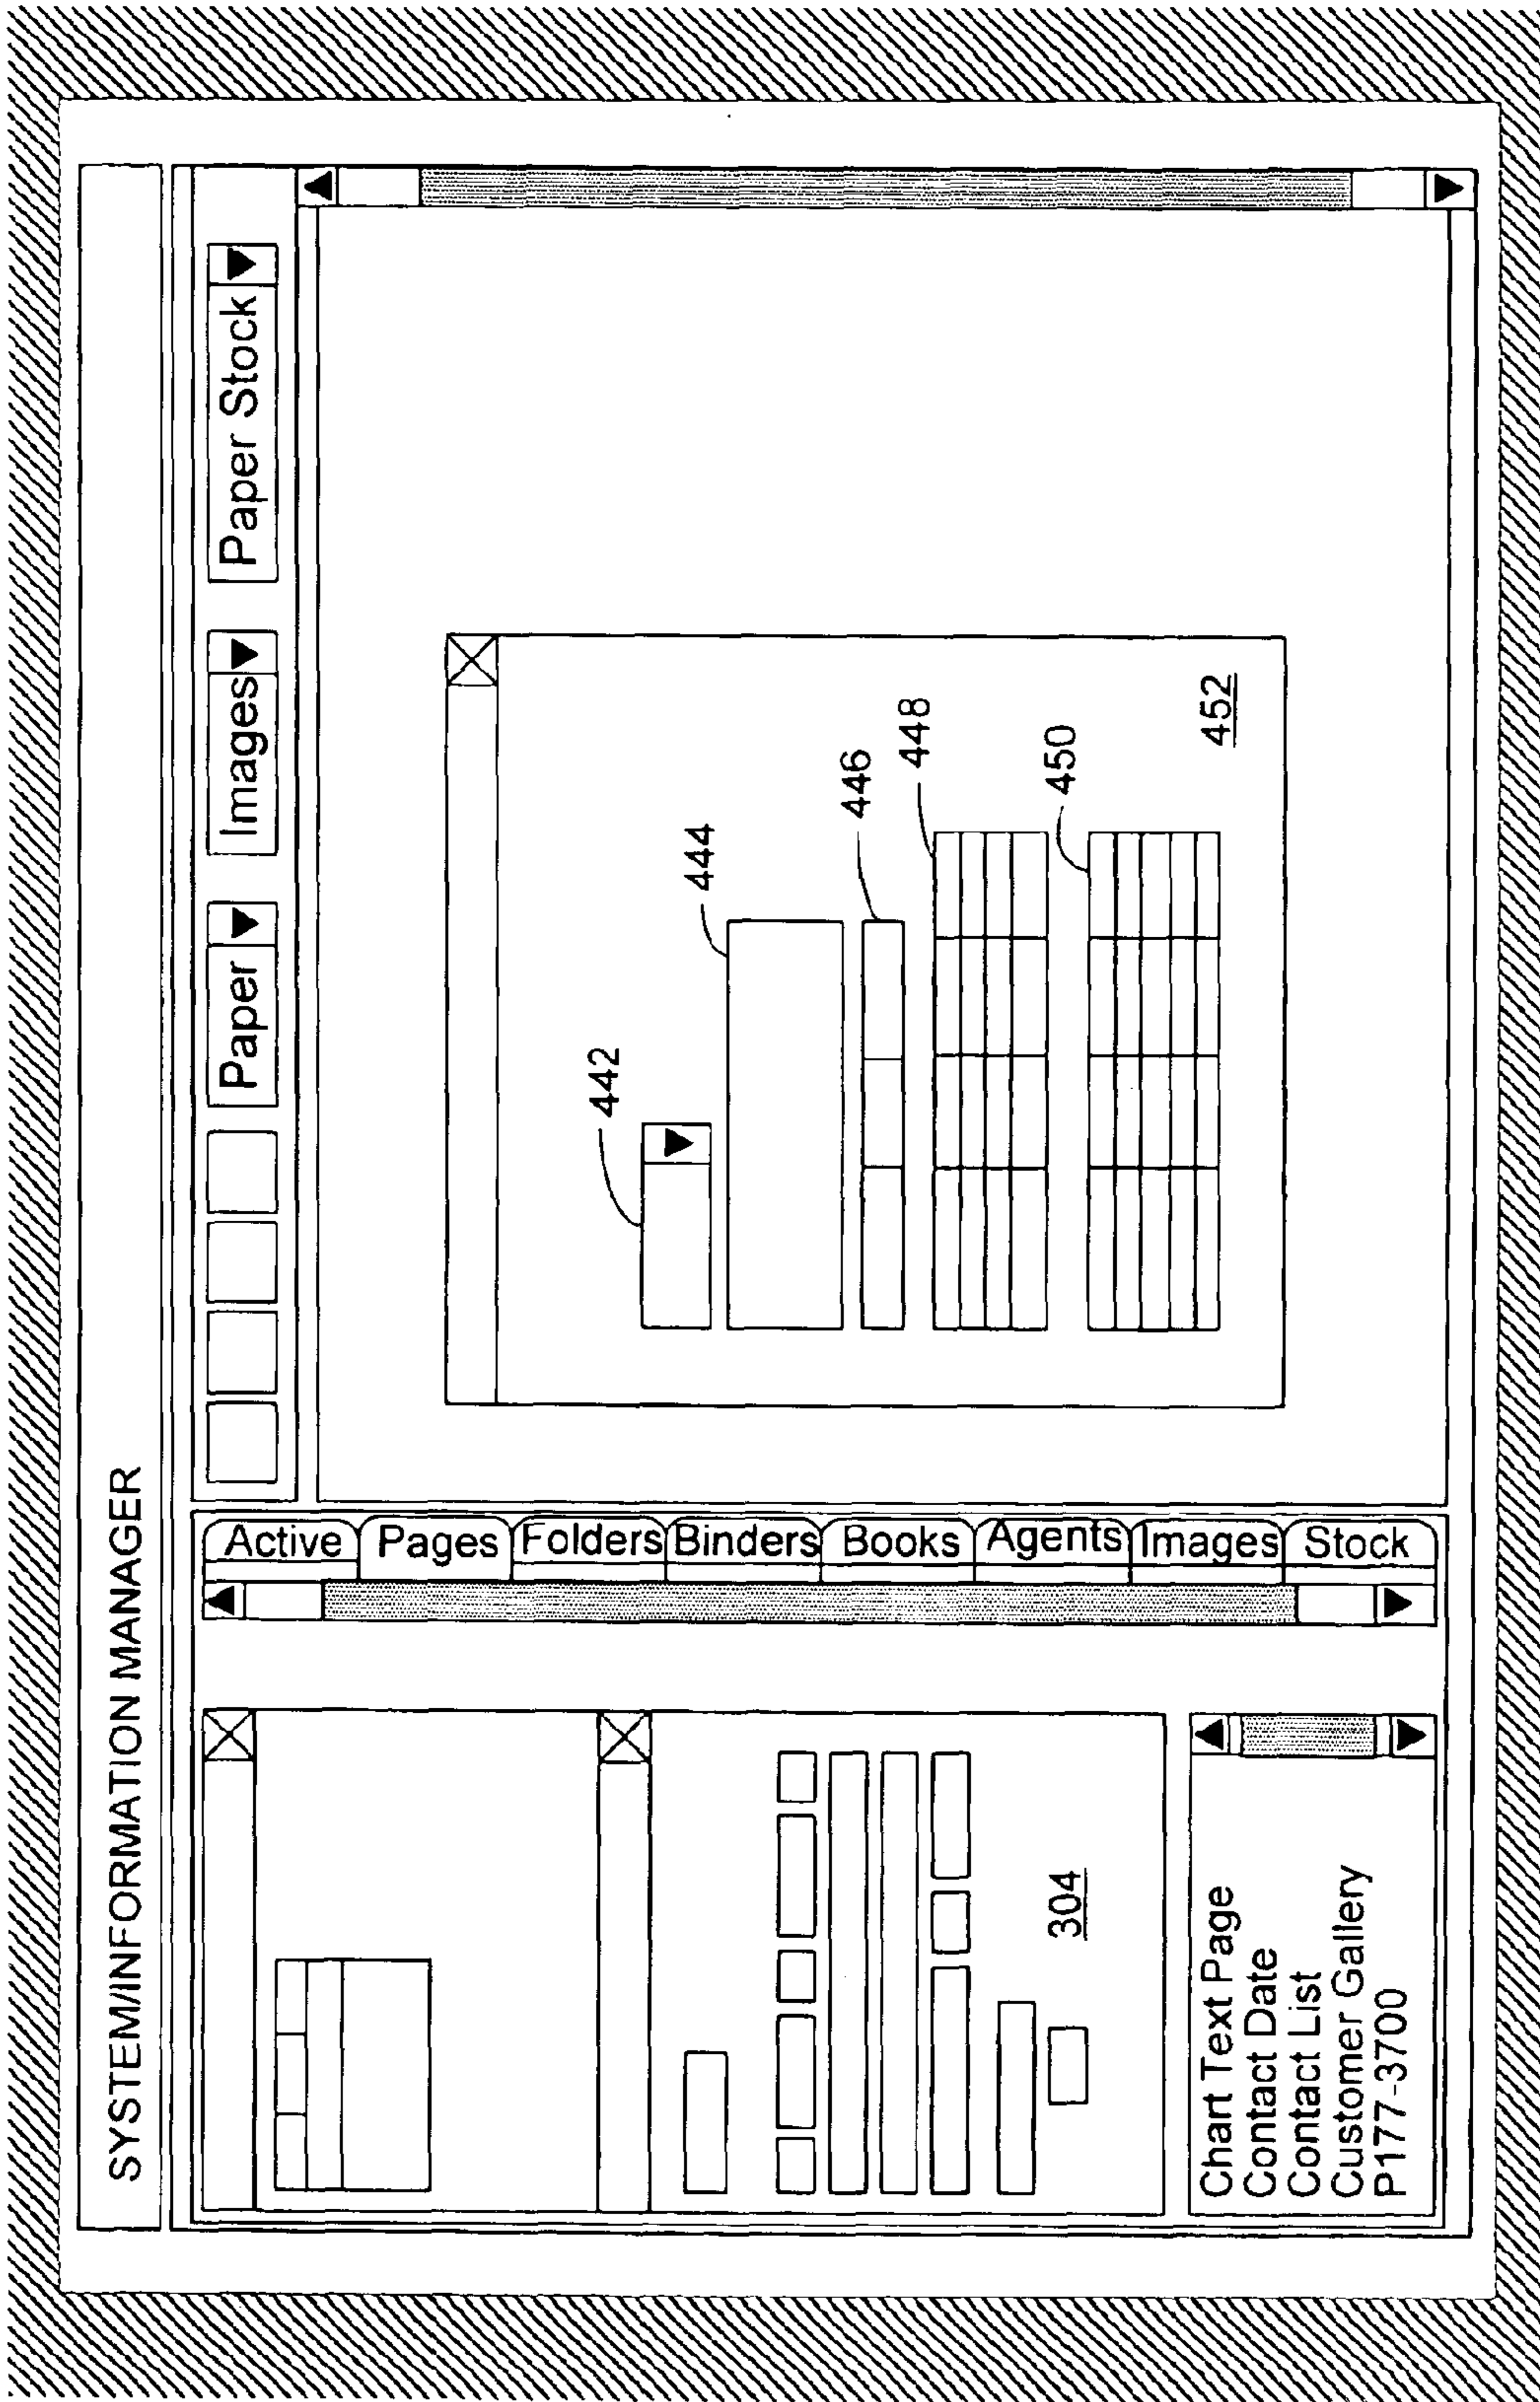 SYSTEM/INFORMATION MANAGER
Paper
Images
Paper Stock
Active
Pages
Folders
Binders
Books
Agents
Images
Stock
304
Chart Text Page
Contact Date
Contact List
Customer Gallery
P177-3700
442
444
446
448
450
452